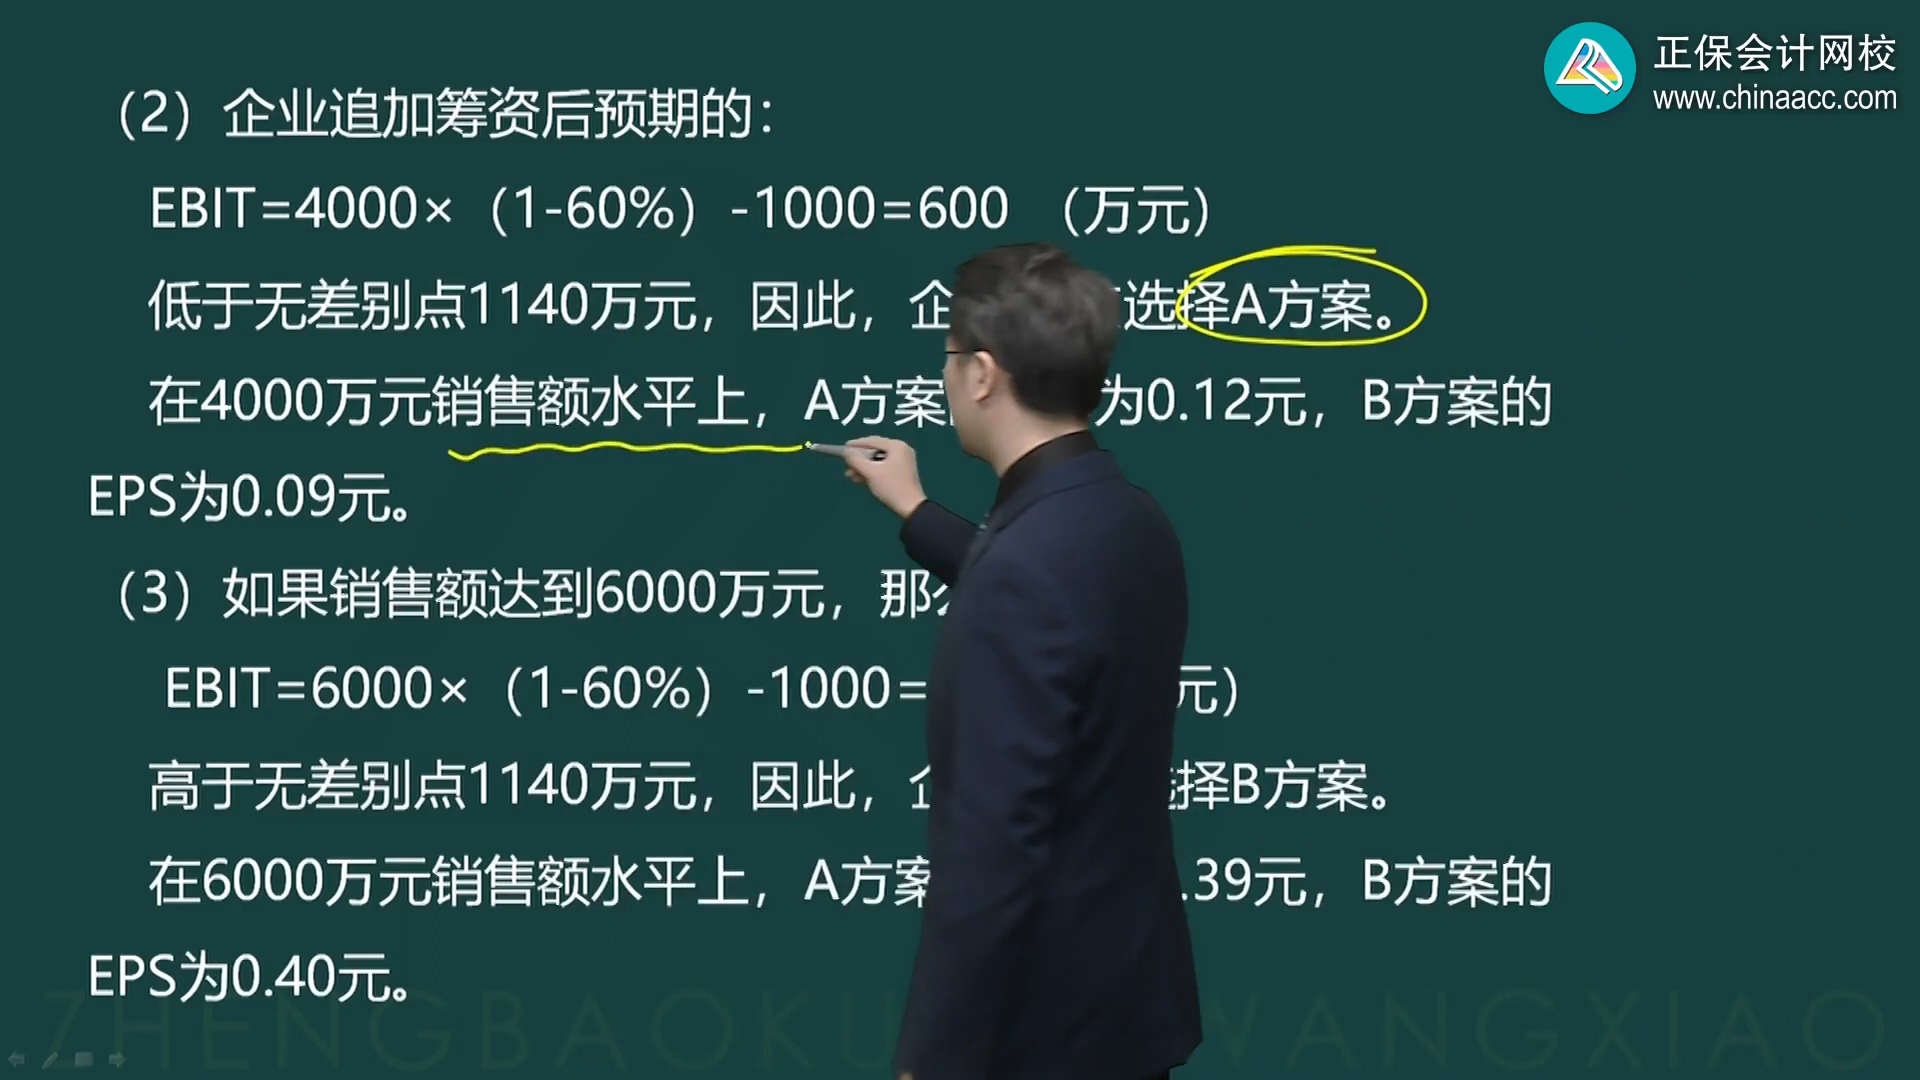 正保会计网校
www.chinaacc.com
（2）企业追加筹资后预期的：
EBIT=4000×（1-60%）-1000=600 （万元）
低于无差别点1140万元，因此，企 选择A方案。
在4000万元销售额水平上，A方案 为0.12元，B方案的
EPS为0.09元。
（3）如果销售额达到6000万元，那
EBIT=6000×（1-60%）-1000= 元）
高于无差别点1140万元，因此， 择B方案。
在6000万元销售额水平上，A方案 .39元，B方案的
EPS为0.40元。
ZHENGBAOKU WANGXIAO